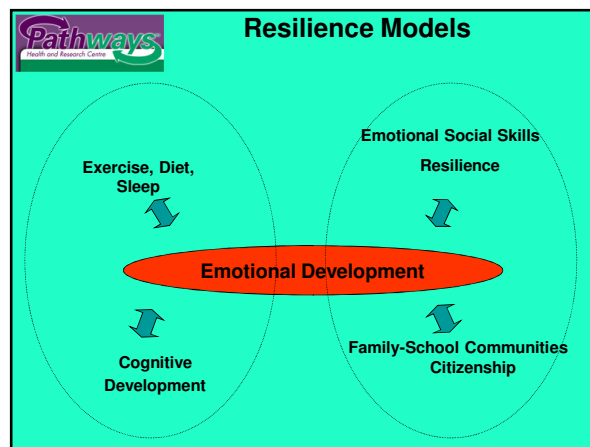 Pathways®
Health and Research Centre
Resilience Models
Exercise, Diet,
Sleep
Emotional Social Skills
Resilience
Emotional Development
Cognitive
Development
Family-School Communities
Citizenship